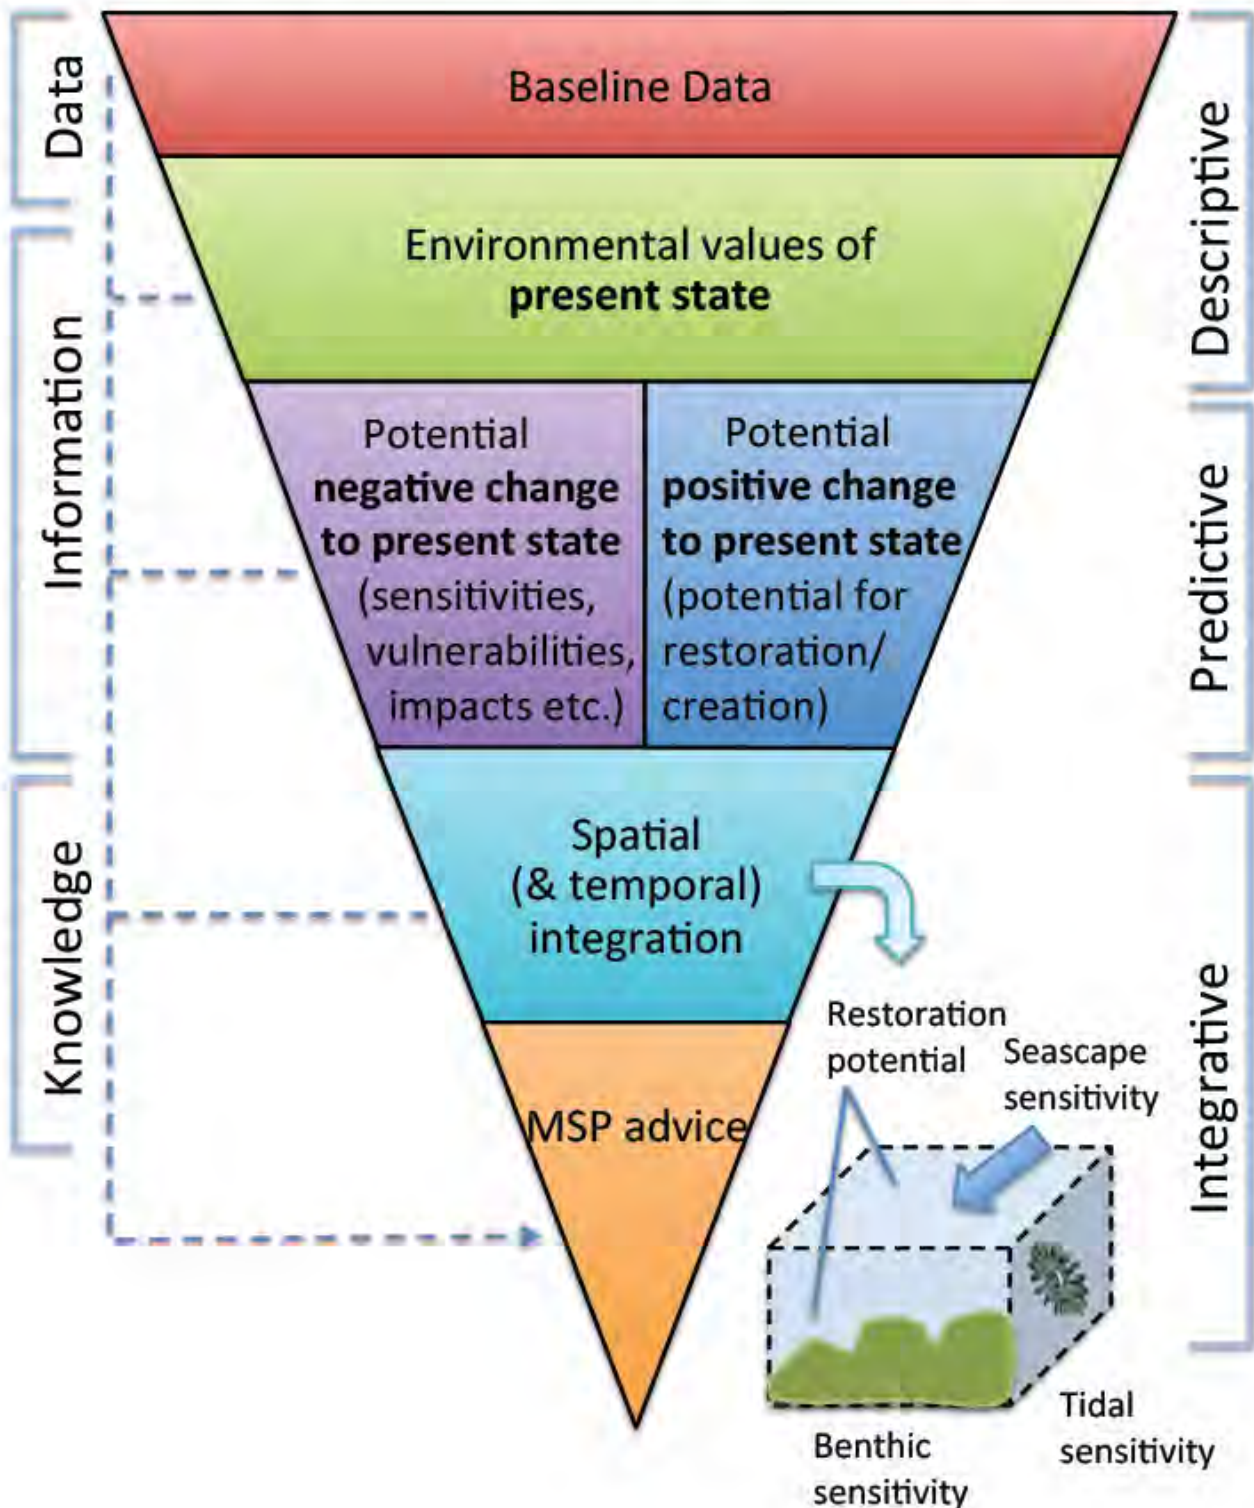 Data
Information
Knowledge
Baseline Data
Environmental values of
present state
Potential
negative change
to present state
(sensitivities,
vulnerabilities,
impacts etc.)
Potential
positive change
to present state
(potential for
restoration/
creation)
Spatial
(& temporal)
integration
MSP advice
Descriptive
Predictive
Integrative
Restoration
potential
Seascape
sensitivity
Benthic
sensitivity
Tidal
sensitivity